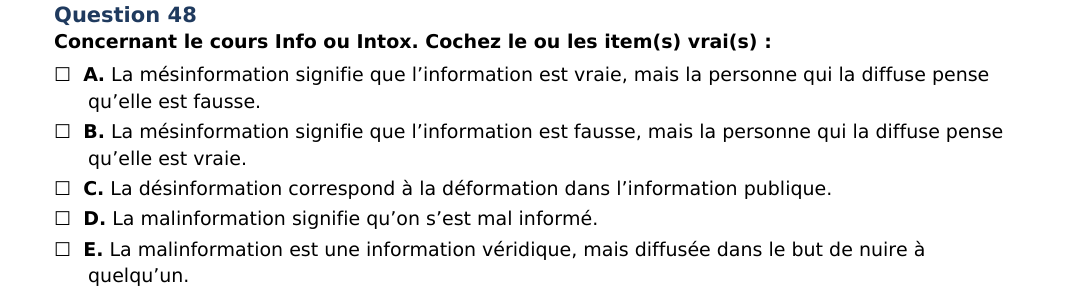 Question 48
Concernant le cours Info ou Intox. Cochez le ou les item(s) vrai(s) :
☐ A. La mésinformation signifie que l’information est vraie, mais la personne qui la diffuse pense
qu’elle est fausse.
☐ B. La mésinformation signifie que l’information est fausse, mais la personne qui la diffuse pense
qu’elle est vraie.
☐ C. La désinformation correspond à la déformation dans l’information publique.
☐ D. La malinformation signifie qu’on s’est mal informé.
☐ E. La malinformation est une information véridique, mais diffusée dans le but de nuire à
quelqu’un.